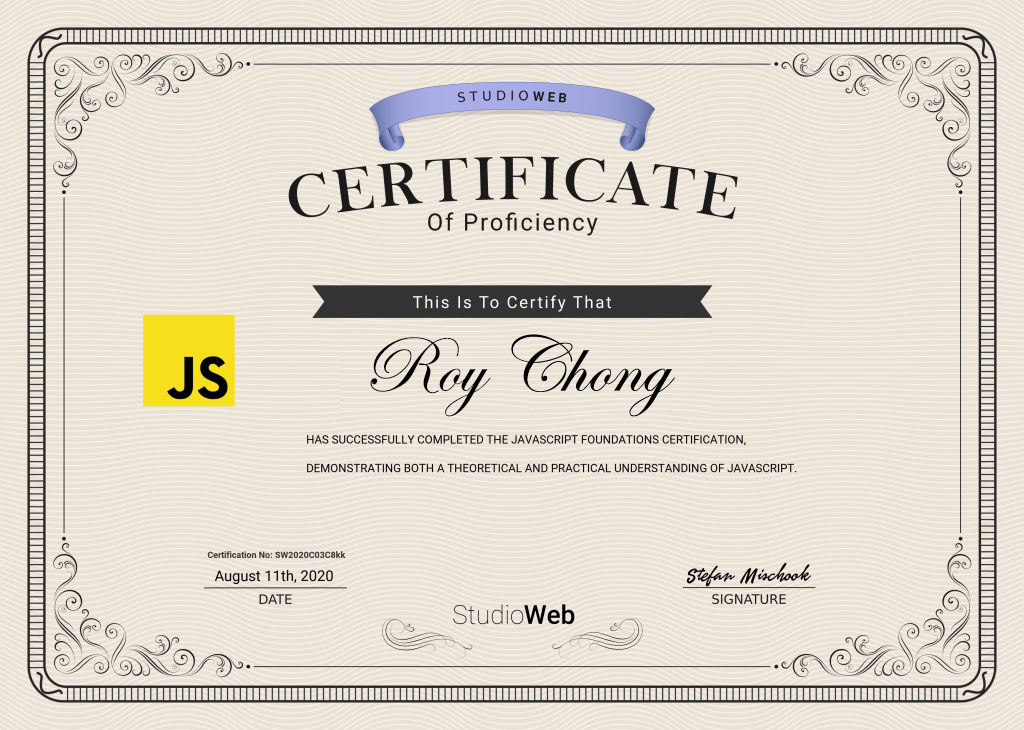 STUDIOWEB
CERTIFICATE
Of Proficiency
This Is To Certify That
JS
Roy Chong
HAS SUCCESSFULLY COMPLETED THE JAVASCRIPT FOUNDATIONS CERTIFICATION,
DEMONSTRATING BOTH A THEORETICAL AND PRACTICAL UNDERSTANDING OF JAVASCRIPT.
Certification No: SW2020C03C8kk
August 11th, 2020
DATE
Stefan Mischook
SIGNATURE
StudioWeb